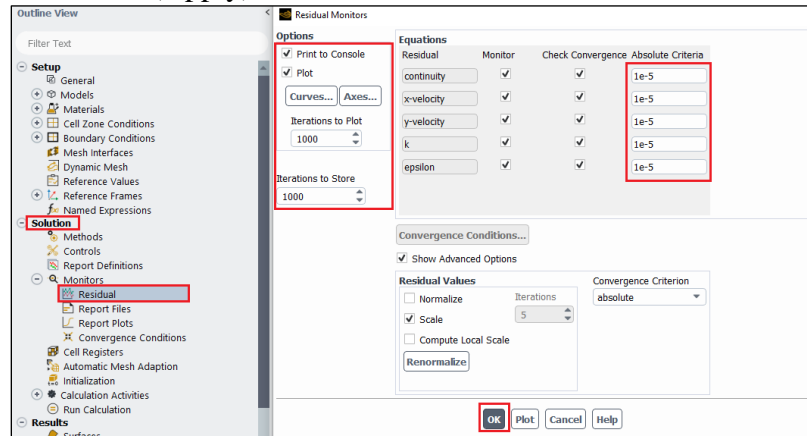 Outline View
Filter Text
Setup
General
Models
Materials
Cell Zone Conditions
Boundary Conditions
Mesh Interfaces
Dynamic Mesh
Reference Values
Reference Frames
Named Expressions
Solution
Methods
Controls
Report Definitions
Monitors
Residual
Report Files
Report Plots
Convergence Conditions
Cell Registers
Automatic Mesh Adaption
Initialization
Calculation Activities
Run Calculation
Results
Residual Monitors
Options
Print to Console
Plot
Curves... Axes...
Iterations to Plot
1000
Iterations to Store
1000
Equations
Residual Monitor Check Convergence Absolute Criteria
continuity 1e-5
x-velocity 1e-5
y-velocity 1e-5
k 1e-5
epsilon 1e-5
Convergence Conditions...
Show Advanced Options
Residual Values
Normalize
Scale
Compute Local Scale
Renormalize
Iterations
5
Convergence Criterion
absolute
OK Plot Cancel Help